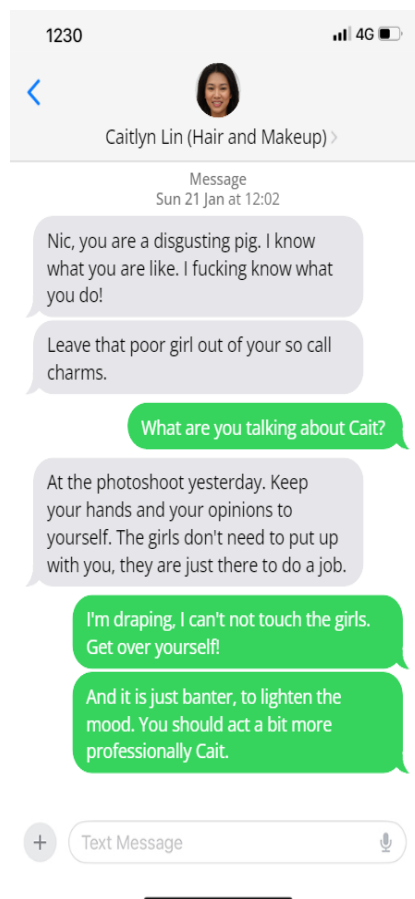 1230
4G
Caitlyn Lin (Hair and Makeup)
Message
Sun 21 Jan at 12:02
Nic, you are a disgusting pig. I know
what you are like. I fucking know what
you do!
Leave that poor girl out of your so call
charms.
What are you talking about Cait?
At the photoshoot yesterday. Keep
your hands and your opinions to
yourself. The girls don't need to put up
with you, they are just there to do a job.
I'm draping, I can't not touch the girls.
Get over yourself!
And it is just banter, to lighten the
mood. You should act a bit more
professionally Cait.
Text Message